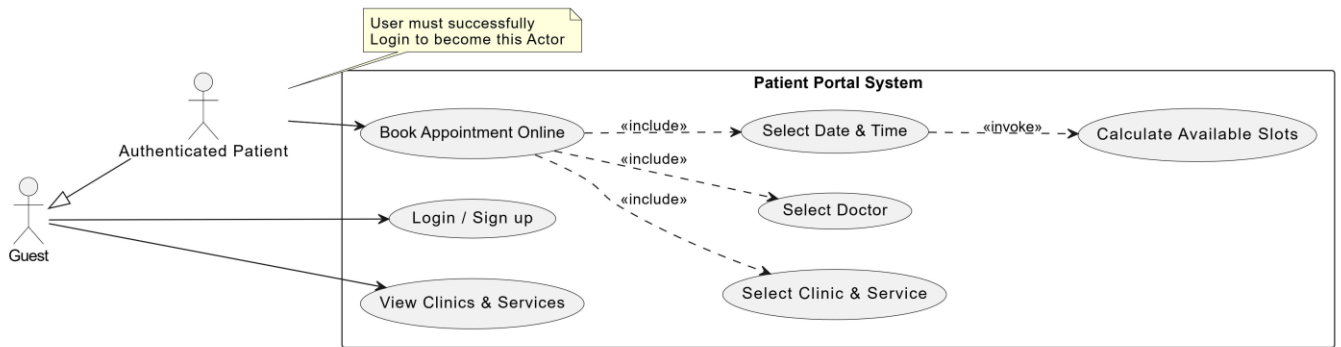 User must successfully
Login to become this Actor
Patient Portal System
Authenticated Patient
Guest
Book Appointment Online
«include»
Select Date & Time
«invoke»
Calculate Available Slots
«include»
Select Doctor
«include»
Login / Sign up
View Clinics & Services
Select Clinic & Service